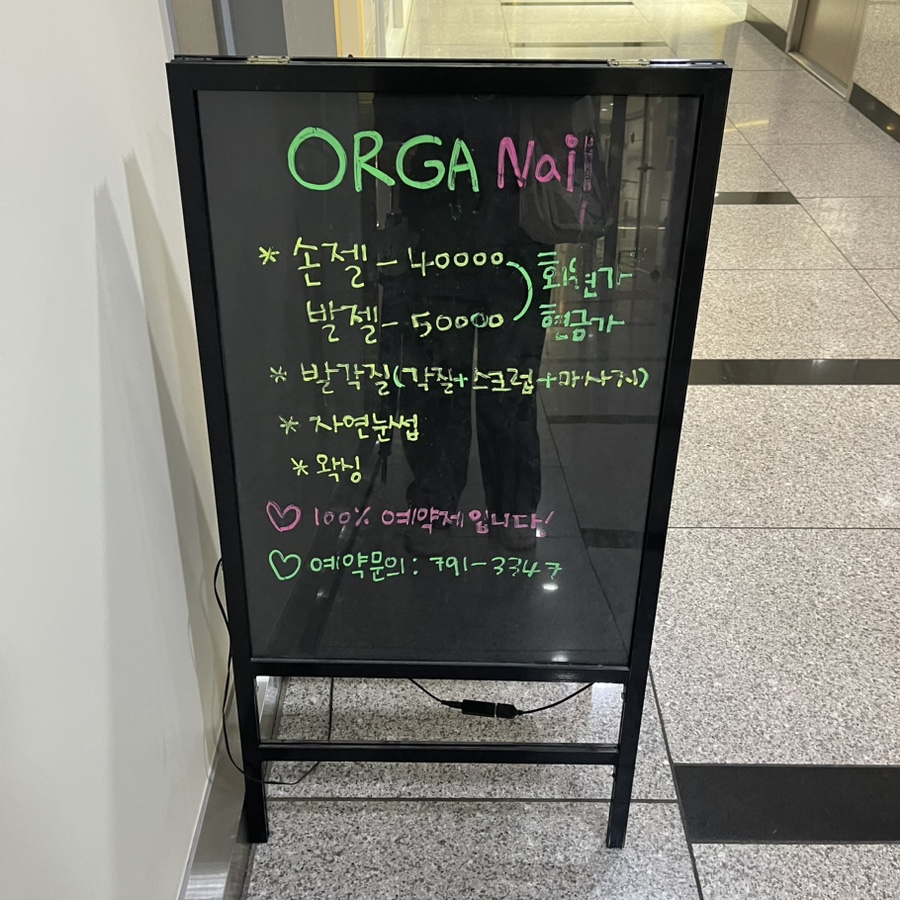 ORGA Nail
* 손젤 - 40000 회원가
발젤 - 50000 현금가
* 발각질(각질+스크럽+마사지)
* 자연눈썹
* 왁싱
♡ 100% 예약제입니다!
♡ 예약문의: 791-3347